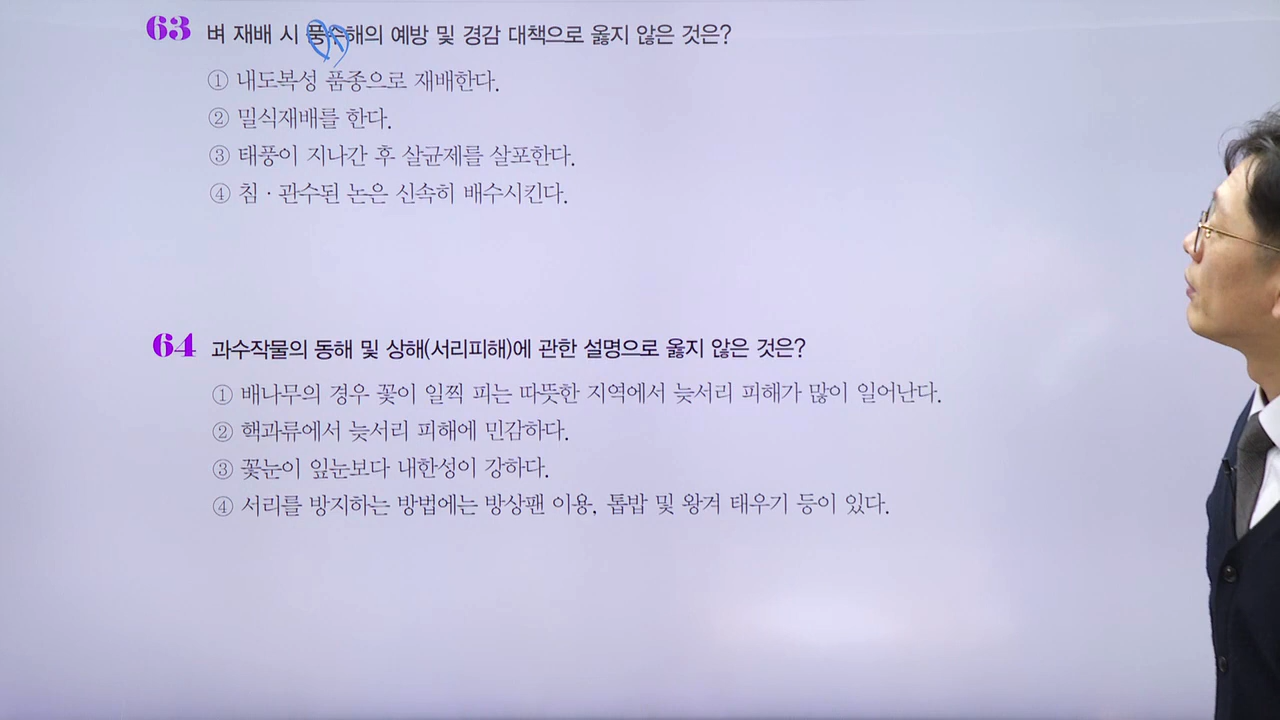 63 벼 재배 시 풍수해의 예방 및 경감 대책으로 옳지 않은 것은?
① 내도복성 품종으로 재배한다.
② 밀식재배를 한다.
③ 태풍이 지나간 후 살균제를 살포한다.
④ 침·관수된 논은 신속히 배수시킨다.
64 과수작물의 동해 및 상해(서리피해)에 관한 설명으로 옳지 않은 것은?
① 배나무의 경우 꽃이 일찍 피는 따뜻한 지역에서 늦서리 피해가 많이 일어난다.
② 핵과류에서 늦서리 피해에 민감하다.
③ 꽃눈이 잎눈보다 내한성이 강하다.
④ 서리를 방지하는 방법에는 방상팬 이용, 톱밥 및 왕겨 태우기 등이 있다.